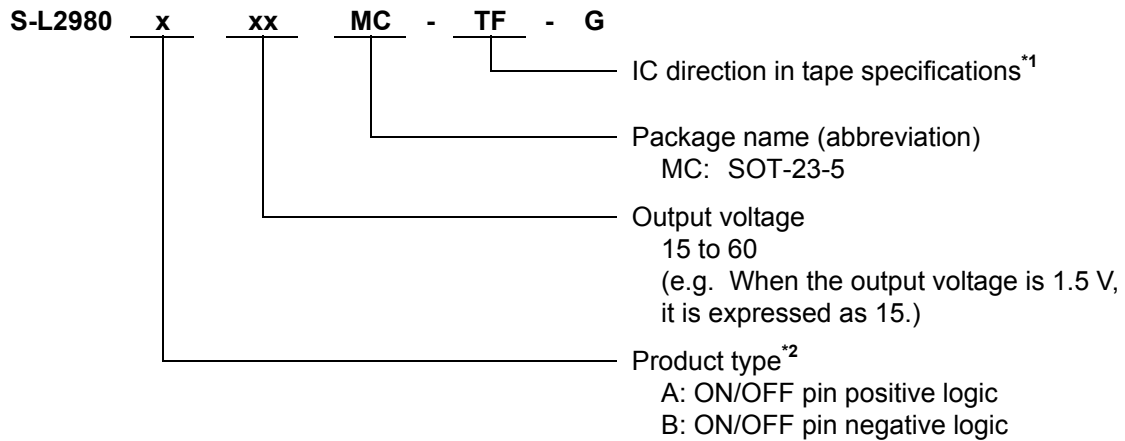 S-L2980 x xx MC - TF - G
IC direction in tape specifications*1
Package name (abbreviation)
MC: SOT-23-5
Output voltage
15 to 60
(e.g. When the output voltage is 1.5 V,
it is expressed as 15.)
Product type*2
A: ON/OFF pin positive logic
B: ON/OFF pin negative logic